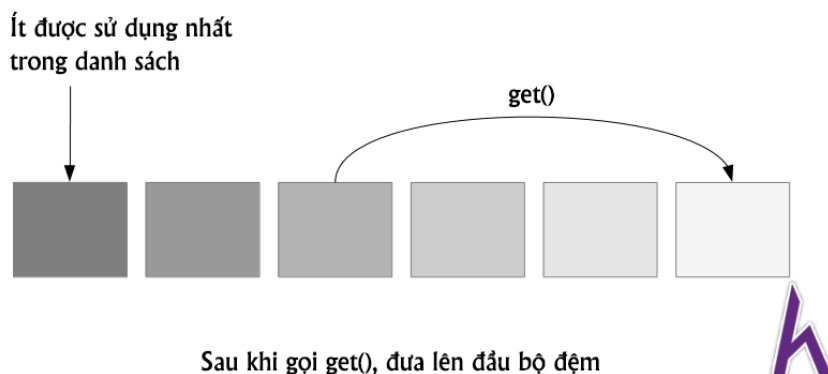 Ít được sử dụng nhất
trong danh sách
get()
Sau khi gọi get(), đưa lên đầu bộ đệm